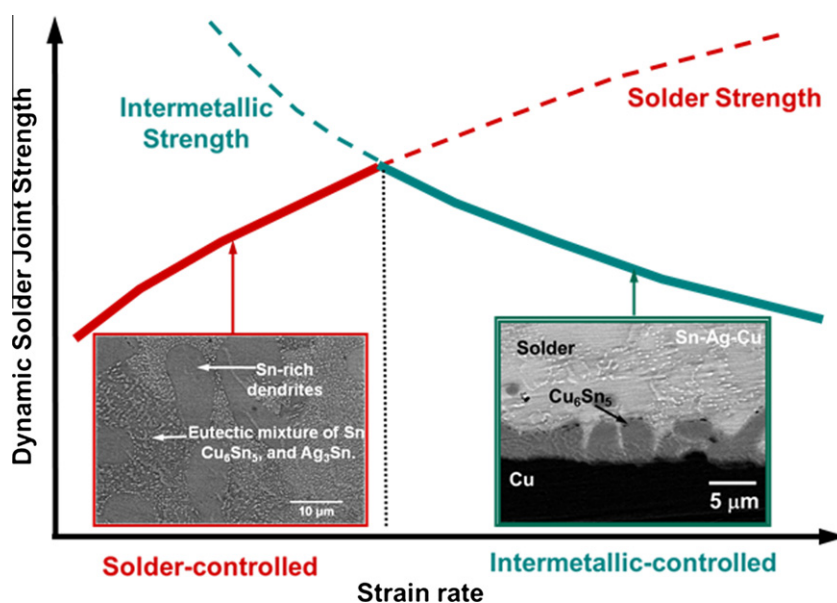 Dynamic Solder Joint Strength
Intermetallic
Strength
Solder Strength
Sn-rich
dendrites
Eutectic mixture of Sn
Cu₆Sn₅, and Ag₃Sn.
10 µm
Sn-Ag-Cu
Solder
Cu₆Sn₅
Cu
5 µm
Solder-controlled
Intermetallic-controlled
Strain rate